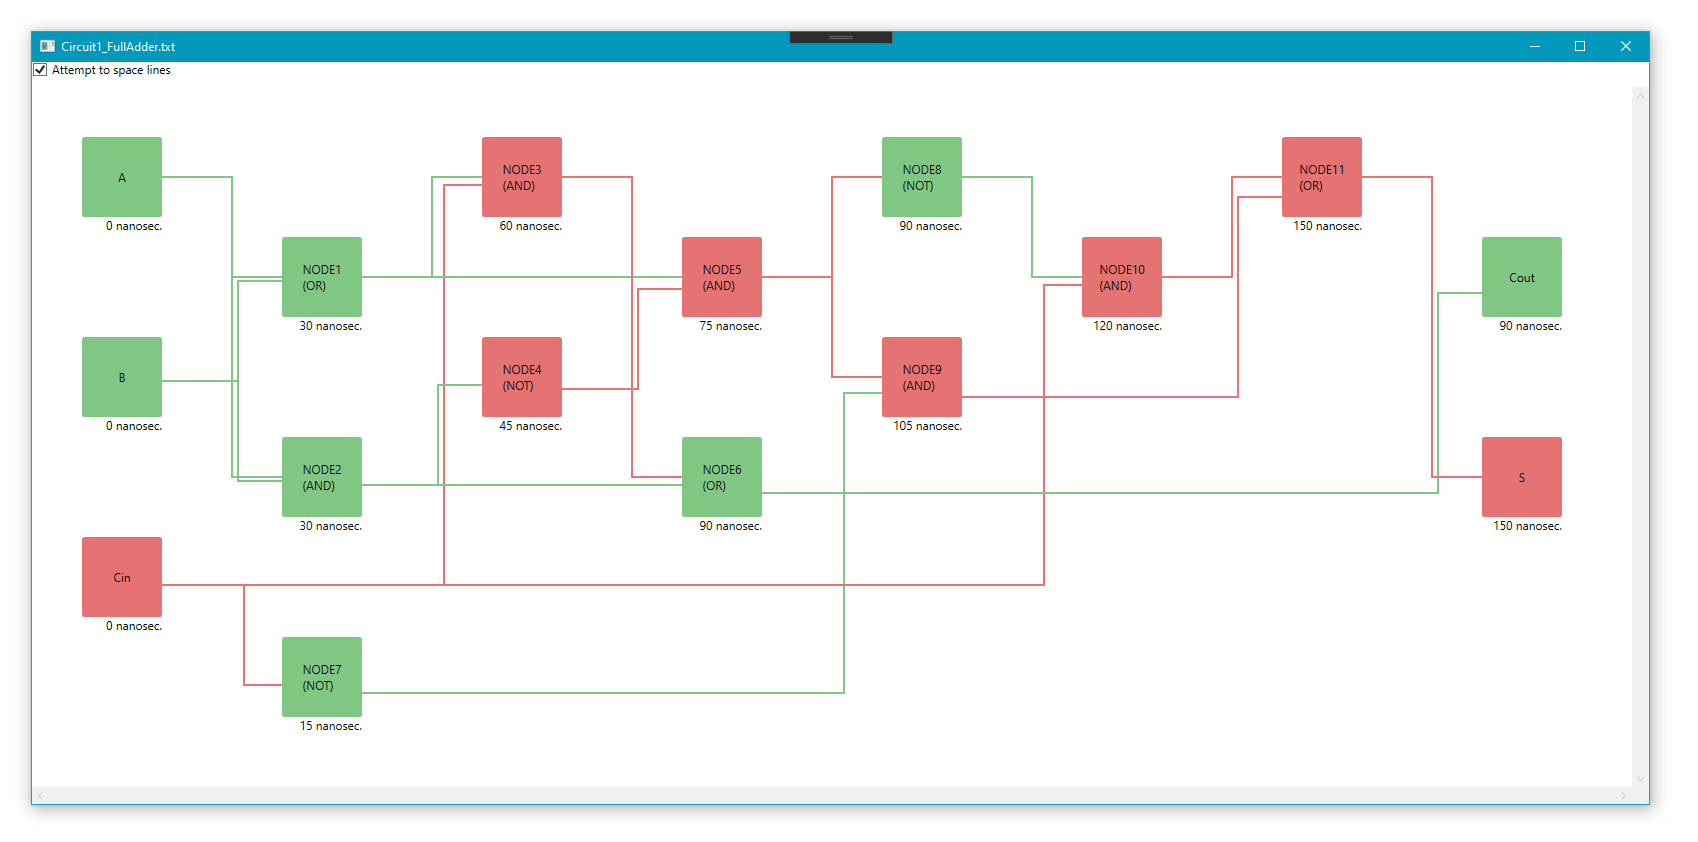 Circuit1_FullAdder.txt
Attempt to space lines
A
0 nanosec.
NODE1
(OR)
30 nanosec.
B
0 nanosec.
NODE2
(AND)
30 nanosec.
Cin
0 nanosec.
NODE7
(NOT)
15 nanosec.
NODE3
(AND)
60 nanosec.
NODE4
(NOT)
45 nanosec.
NODE5
(AND)
75 nanosec.
NODE6
(OR)
90 nanosec.
NODE8
(NOT)
90 nanosec.
NODE9
(AND)
105 nanosec.
NODE10
(AND)
120 nanosec.
NODE11
(OR)
150 nanosec.
Cout
90 nanosec.
S
150 nanosec.